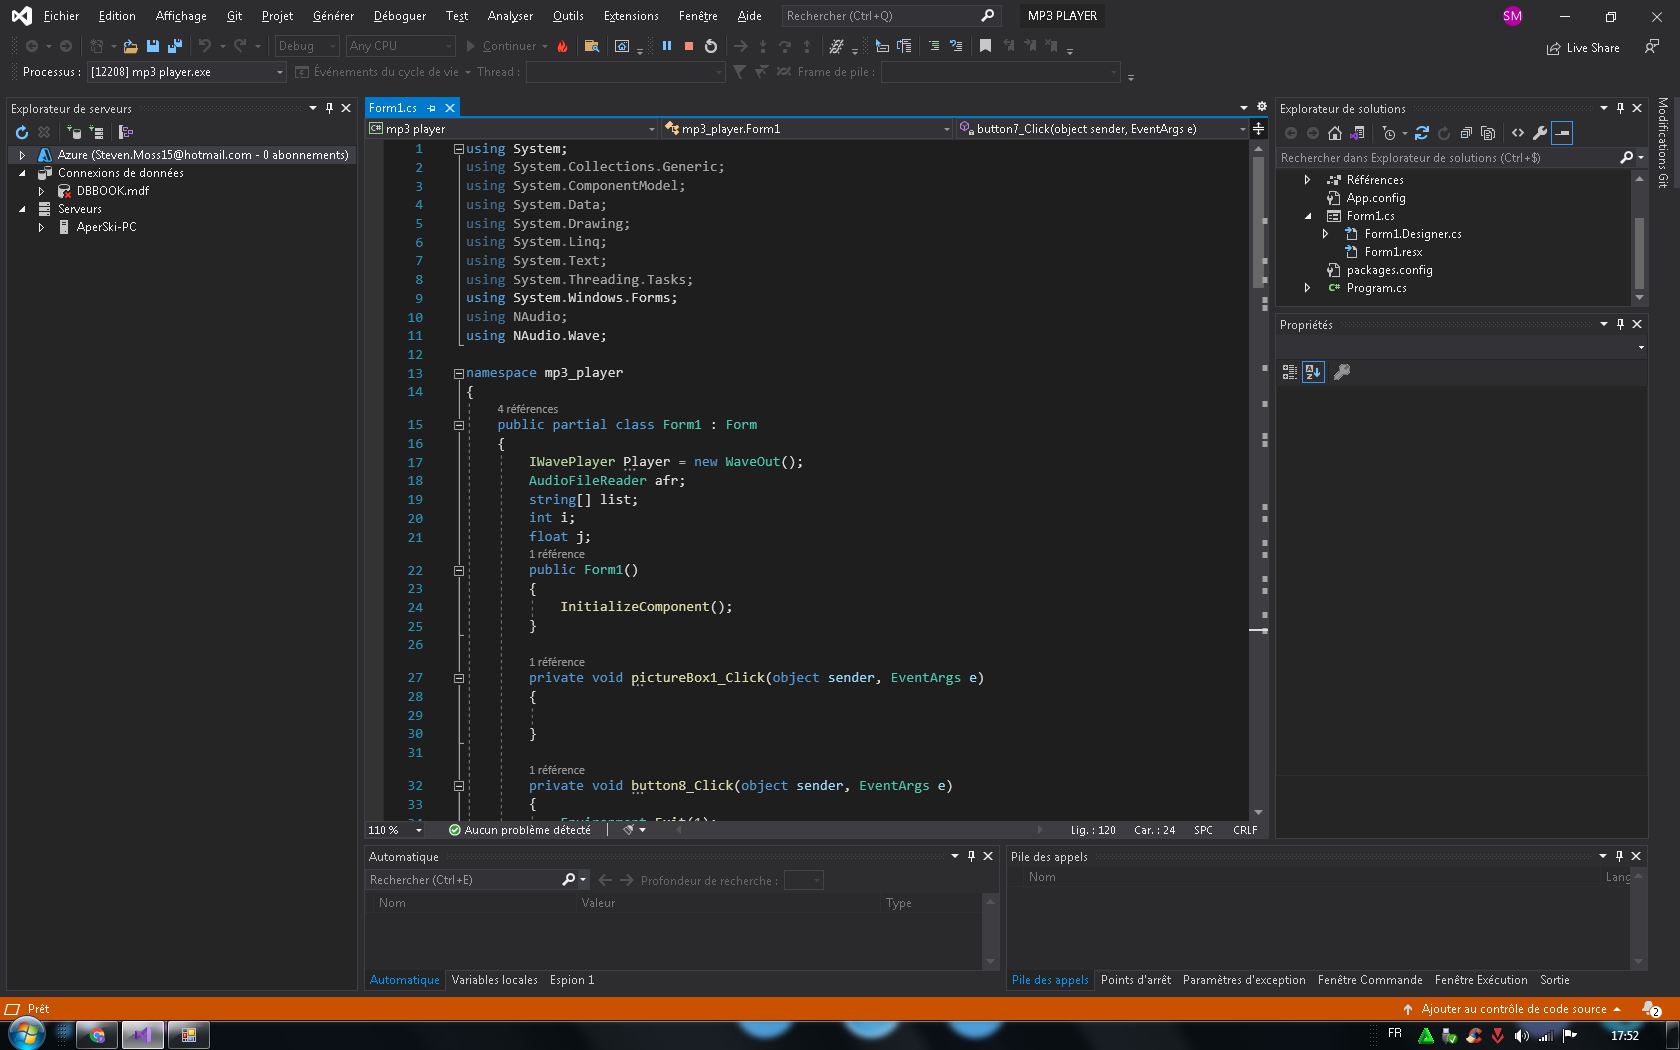 Fichier Edition Affichage Git Projet Générer Déboguer Test Analyser Outils Extensions Fenêtre Aide Rechercher (Ctrl+Q) MP3 PLAYER SM
Debug Any CPU Continuer Live Share
Processus : [12208] mp3 player.exe Événements du cycle de vie Thread : Frame de pile :
Explorateur de serveurs
Azure (Steven.Moss15@hotmail.com - 0 abonnements)
Connexions de données
DBBOOK.mdf
Serveurs
AperSki-PC
Form1.cs
mp3 player mp3_player.Form1 button7_Click(object sender, EventArgs e)
1 using System;
2 using System.Collections.Generic;
3 using System.ComponentModel;
4 using System.Data;
5 using System.Drawing;
6 using System.Linq;
7 using System.Text;
8 using System.Threading.Tasks;
9 using System.Windows.Forms;
10 using NAudio;
11 using NAudio.Wave;
12
13 namespace mp3_player
14 {
4 références
15 public partial class Form1 : Form
16 {
17 IWavePlayer Player = new WaveOut();
18 AudioFileReader afr;
19 string[] list;
20 int i;
21 float j;
1 référence
22 public Form1()
23 {
24 InitializeComponent();
25 }
26
1 référence
27 private void pictureBox1_Click(object sender, EventArgs e)
28 {
29
30 }
31
1 référence
32 private void button8_Click(object sender, EventArgs e)
33 {
Environment.Exit(1);
110 % Aucun problème détecté Lig. : 120 Car. : 24 SPC CRLF
Explorateur de solutions
Rechercher dans Explorateur de solutions (Ctrl+$)
Références
App.config
Form1.cs
Form1.Designer.cs
Form1.resx
packages.config
C# Program.cs
Propriétés
Modifications Git
Automatique
Rechercher (Ctrl+E) Profondeur de recherche :
Nom Valeur Type
Automatique Variables locales Espion 1
Pile des appels
Nom Lang
Pile des appels Points d'arrêt Paramètres d'exception Fenêtre Commande Fenêtre Exécution Sortie
Prêt Ajouter au contrôle de code source 2
FR 17:52